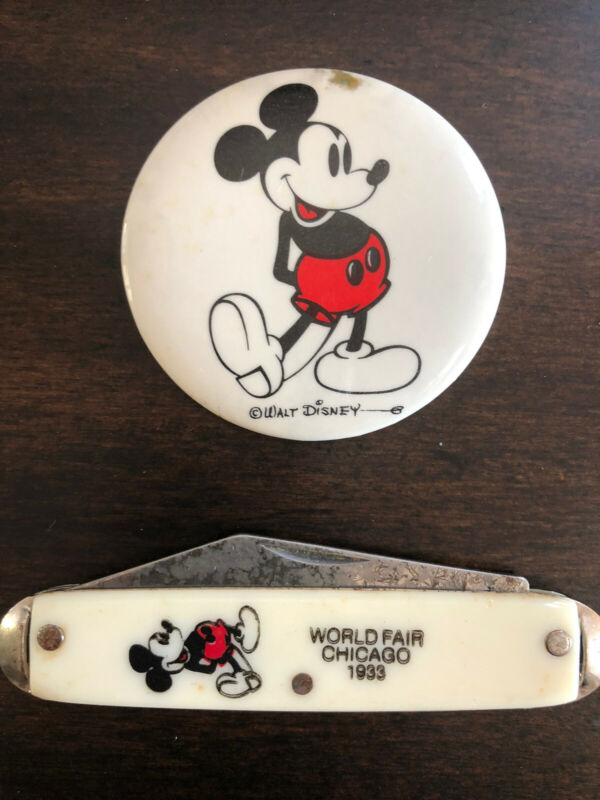 ©WALT DISNEY
WORLD FAIR
CHICAGO
1933